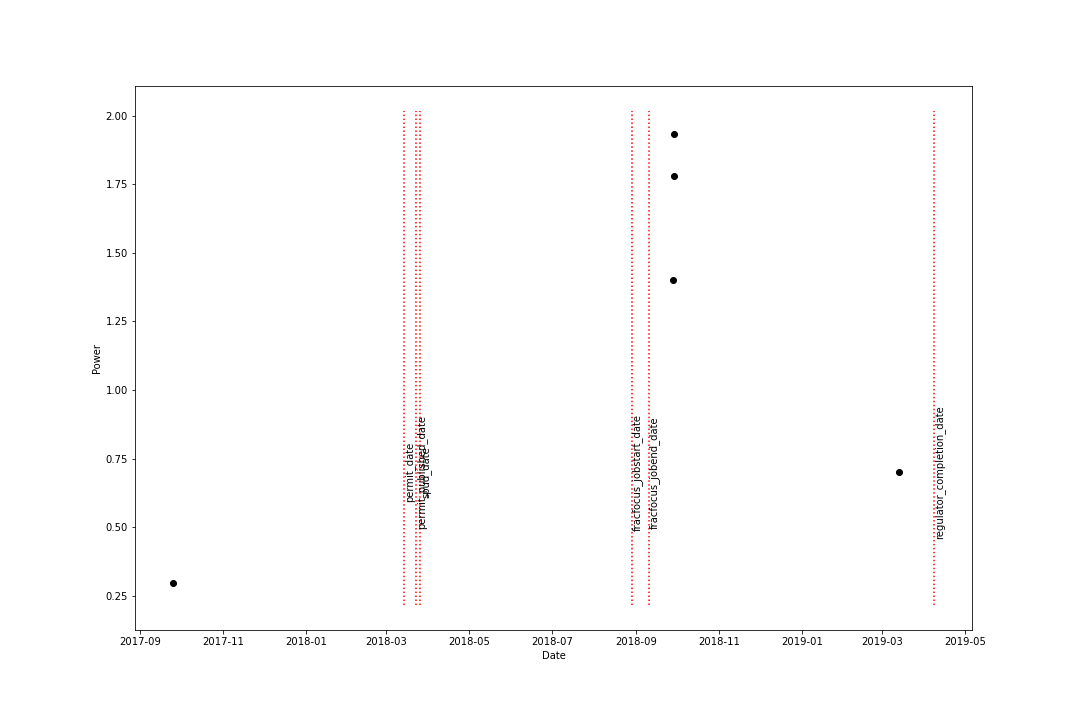 2.00
1.75
1.50
1.25
1.00
0.75
0.50
0.25
Power
permit_date
permit_published_date
spud_date
fracfocus_jobstart_date
fracfocus_jobend_date
regulator_completion_date
2017-09
2017-11
2018-01
2018-03
2018-05
2018-07
2018-09
2018-11
2019-01
2019-03
2019-05
Date